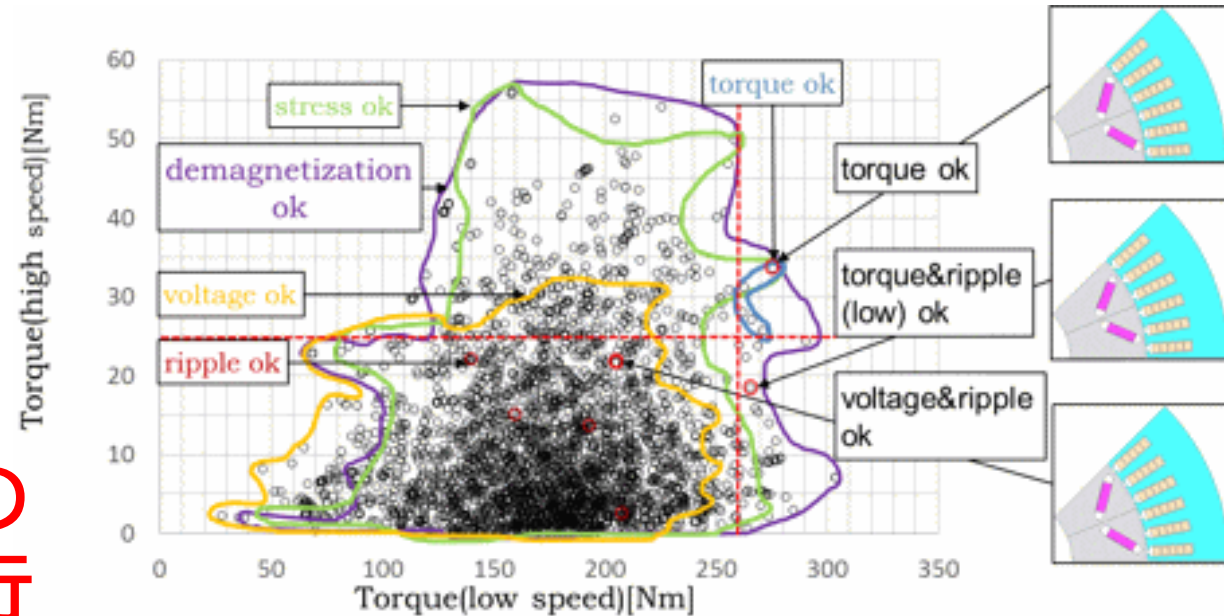 60
50
40
30
20
10
0
0
50
100
150
200
250
300
350
Torque(high speed)[Nm]
Torque(low speed)[Nm]
stress ok
torque ok
demagnetization
ok
voltage ok
ripple ok
torque ok
torque&ripple
(low) ok
voltage&ripple
ok